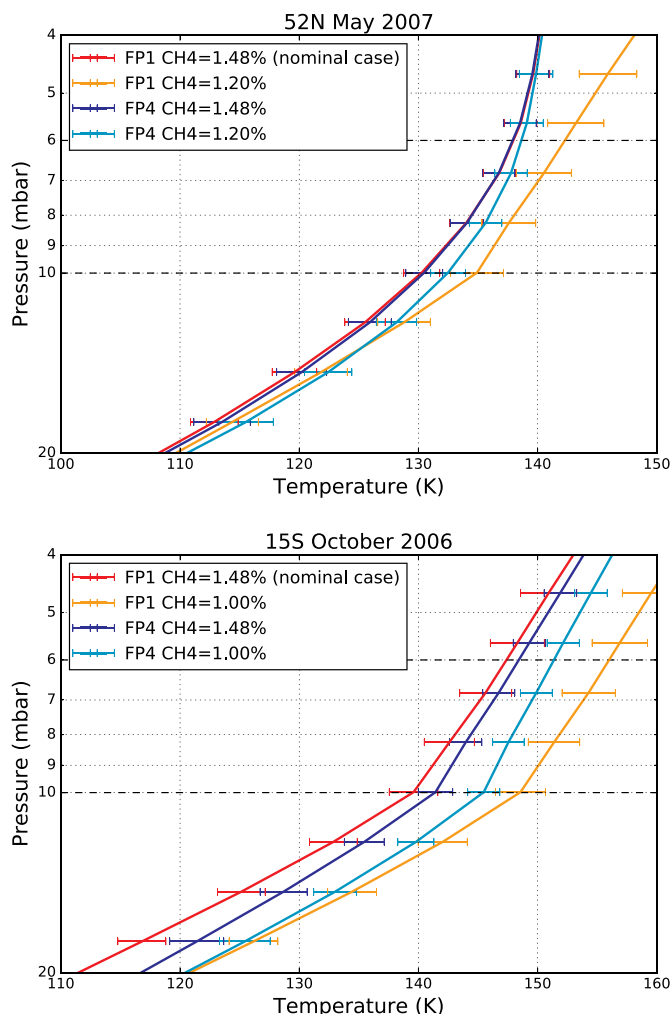 52N May 2007
FP1 CH4=1.48% (nominal case)
FP1 CH4=1.20%
FP4 CH4=1.48%
FP4 CH4=1.20%
4
5
6
7
8
9
10
20
Pressure (mbar)
100 110 120 130 140 150
Temperature (K)
15S October 2006
FP1 CH4=1.48% (nominal case)
FP1 CH4=1.00%
FP4 CH4=1.48%
FP4 CH4=1.00%
4
5
6
7
8
9
10
20
Pressure (mbar)
110 120 130 140 150 160
Temperature (K)